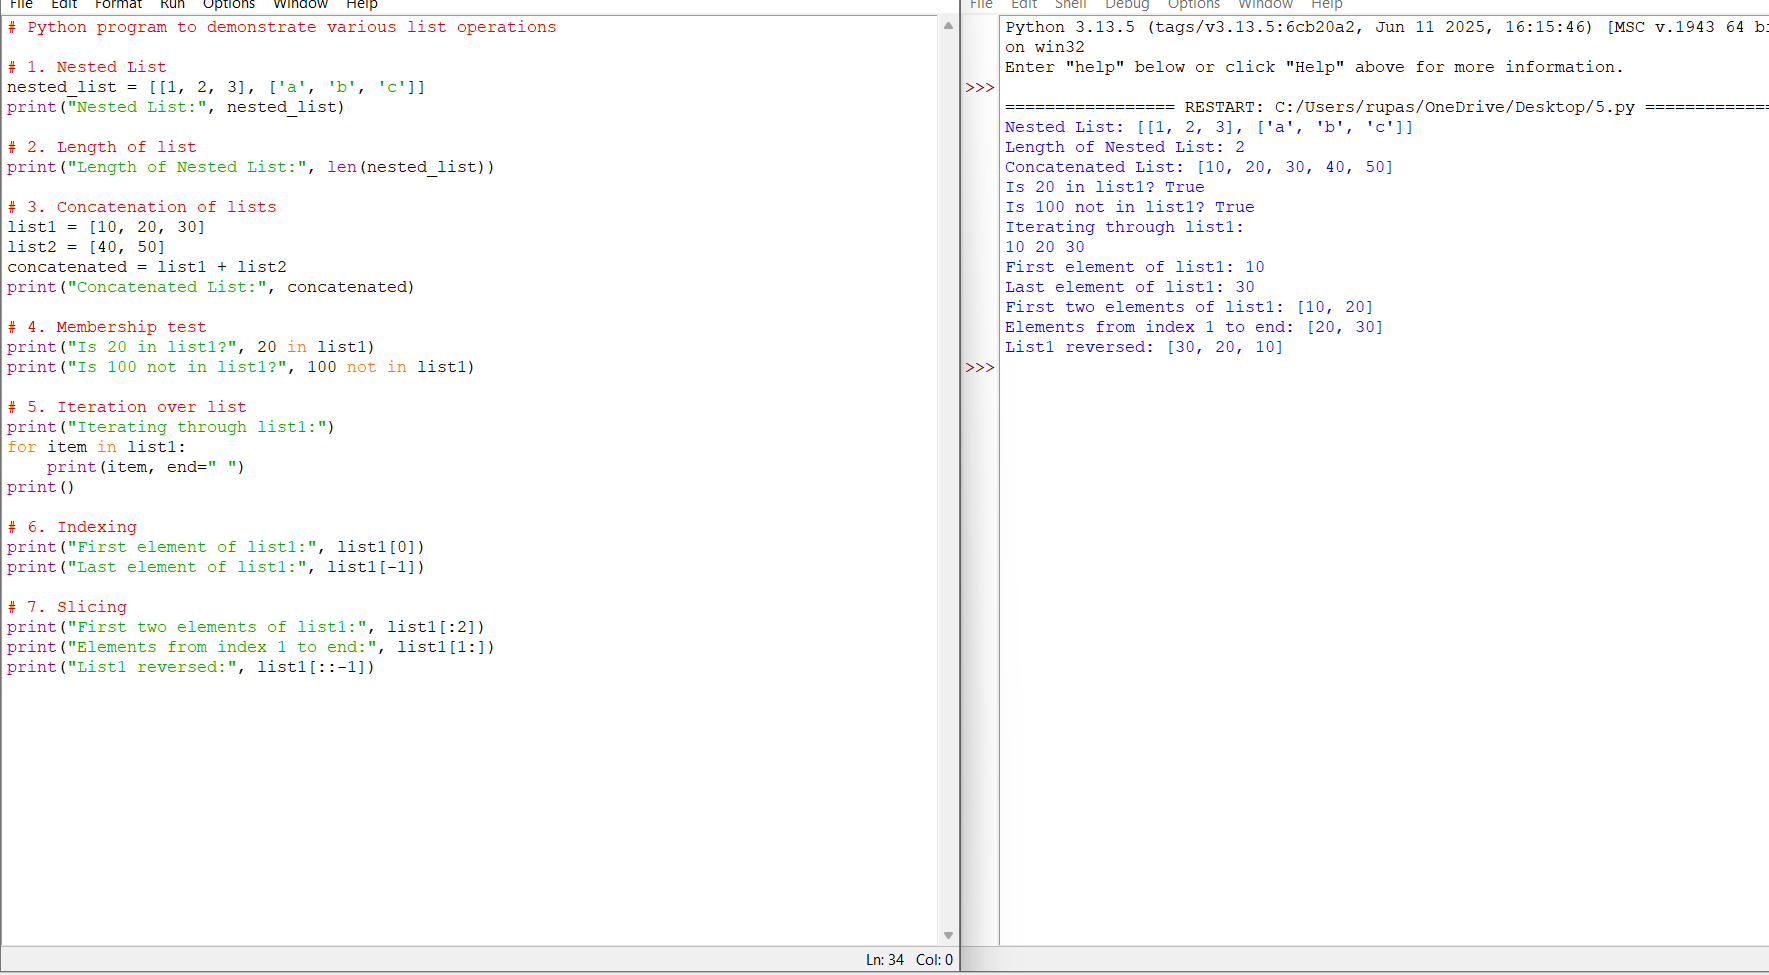 File Edit Format Run Options Window Help
# Python program to demonstrate various list operations
# 1. Nested List
nested_list = [[1, 2, 3], ['a', 'b', 'c']]
print("Nested List:", nested_list)
# 2. Length of list
print("Length of Nested List:", len(nested_list))
# 3. Concatenation of lists
list1 = [10, 20, 30]
list2 = [40, 50]
concatenated = list1 + list2
print("Concatenated List:", concatenated)
# 4. Membership test
print("Is 20 in list1?", 20 in list1)
print("Is 100 not in list1?", 100 not in list1)
# 5. Iteration over list
print("Iterating through list1:")
for item in list1:
    print(item, end=" ")
print()
# 6. Indexing
print("First element of list1:", list1[0])
print("Last element of list1:", list1[-1])
# 7. Slicing
print("First two elements of list1:", list1[:2])
print("Elements from index 1 to end:", list1[1:])
print("List1 reversed:", list1[::-1])
Ln: 34 Col: 0
File Edit Shell Debug Options Window Help
Python 3.13.5 (tags/v3.13.5:6cb20a2, Jun 11 2025, 16:15:46) [MSC v.1943 64
on win32
Enter "help" below or click "Help" above for more information.
>>>
================= RESTART: C:/Users/rupas/OneDrive/Desktop/5.py =============
Nested List: [[1, 2, 3], ['a', 'b', 'c']]
Length of Nested List: 2
Concatenated List: [10, 20, 30, 40, 50]
Is 20 in list1? True
Is 100 not in list1? True
Iterating through list1:
10 20 30
First element of list1: 10
Last element of list1: 30
First two elements of list1: [10, 20]
Elements from index 1 to end: [20, 30]
List1 reversed: [30, 20, 10]
>>>